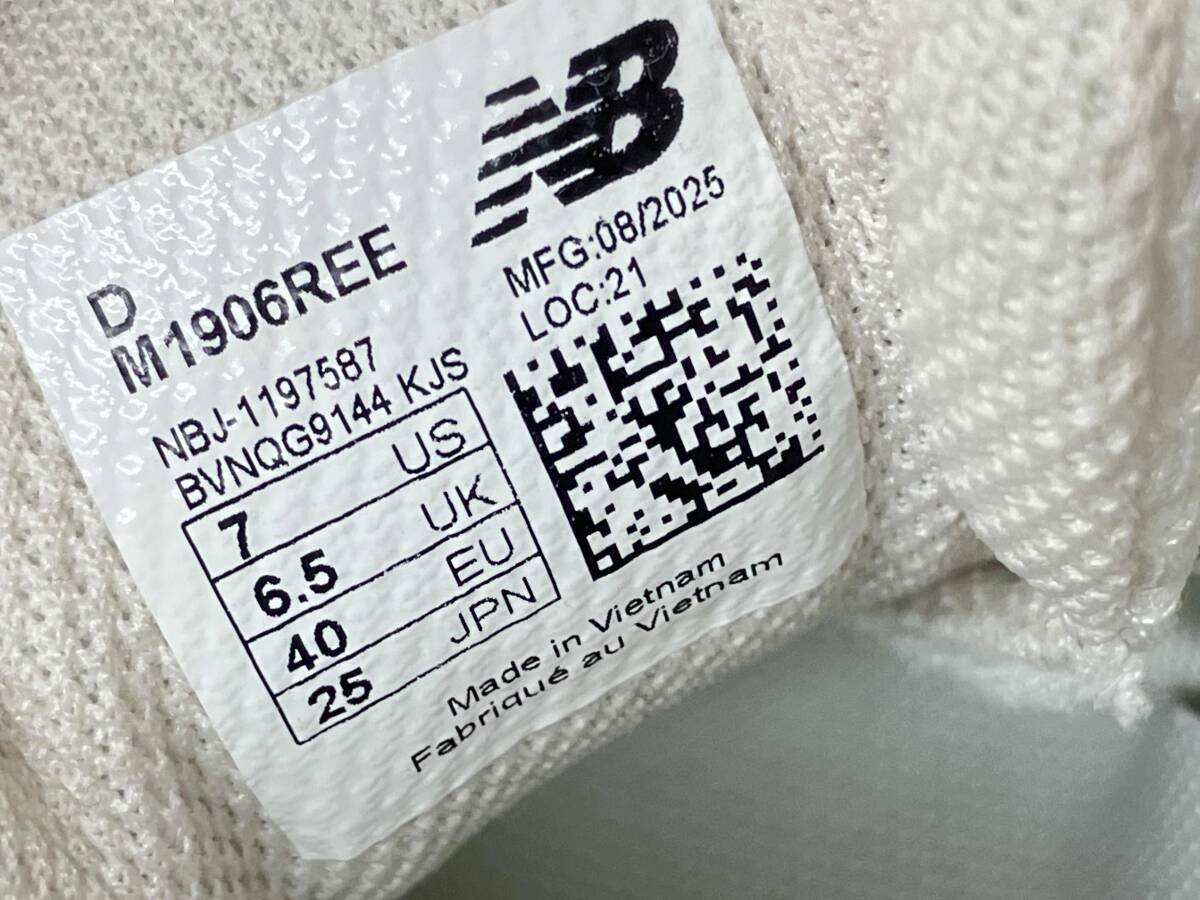 NB
MFG:08/2025
LOC:21
D
M1906REE
NBJ-1197587
BVNQG9144 KJS
7 US
6.5 UK
40 EU
25 JPN
Made in Vietnam
Fabriqué au Vietnam